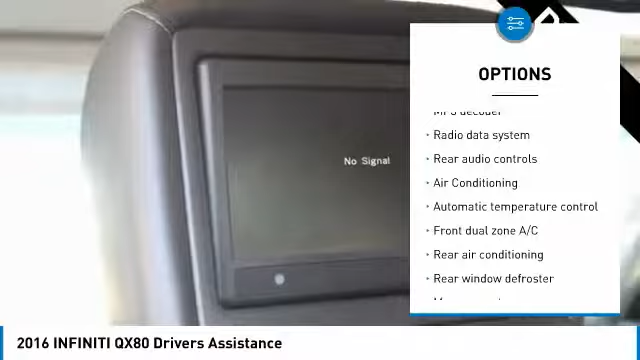 OPTIONS
Radio data system
Rear audio controls
Air Conditioning
Automatic temperature control
Front dual zone A/C
Rear air conditioning
Rear window defroster
No Signal
2016 INFINITI QX80 Drivers Assistance